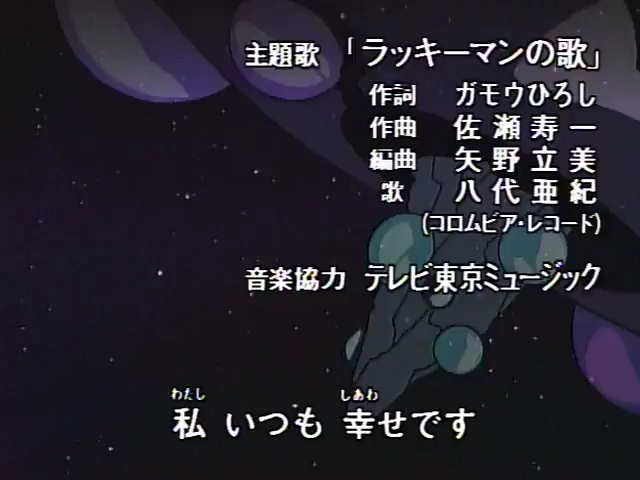 主題歌 「ラッキーマンの歌」
作詞 ガモウひろし
作曲 佐瀬寿一
編曲 矢野立美
歌 八代亜紀
(コロムビア・レコード)
音楽協力 テレビ東京ミュージック
わたし しあわ
私 いつも 幸せです